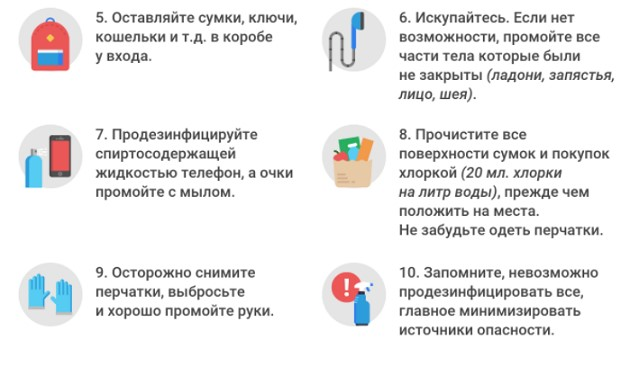 5. Оставляйте сумки, ключи,
кошельки и т.д. в коробе
у входа.
6. Искупайтесь. Если нет
возможности, промойте все
части тела которые были
не закрыты (ладони, запястья,
лицо, шея).
7. Продезинфицируйте
спиртосодержащей
жидкостью телефон, а очки
промойте с мылом.
8. Прочистите все
поверхности сумок и покупок
хлоркой (20 мл. хлорки
на литр воды), прежде чем
положить на места.
Не забудьте одеть перчатки.
9. Осторожно снимите
перчатки, выбросьте
и хорошо промойте руки.
10. Запомните, невозможно
продезинфицировать все,
главное минимизировать
источники опасности.